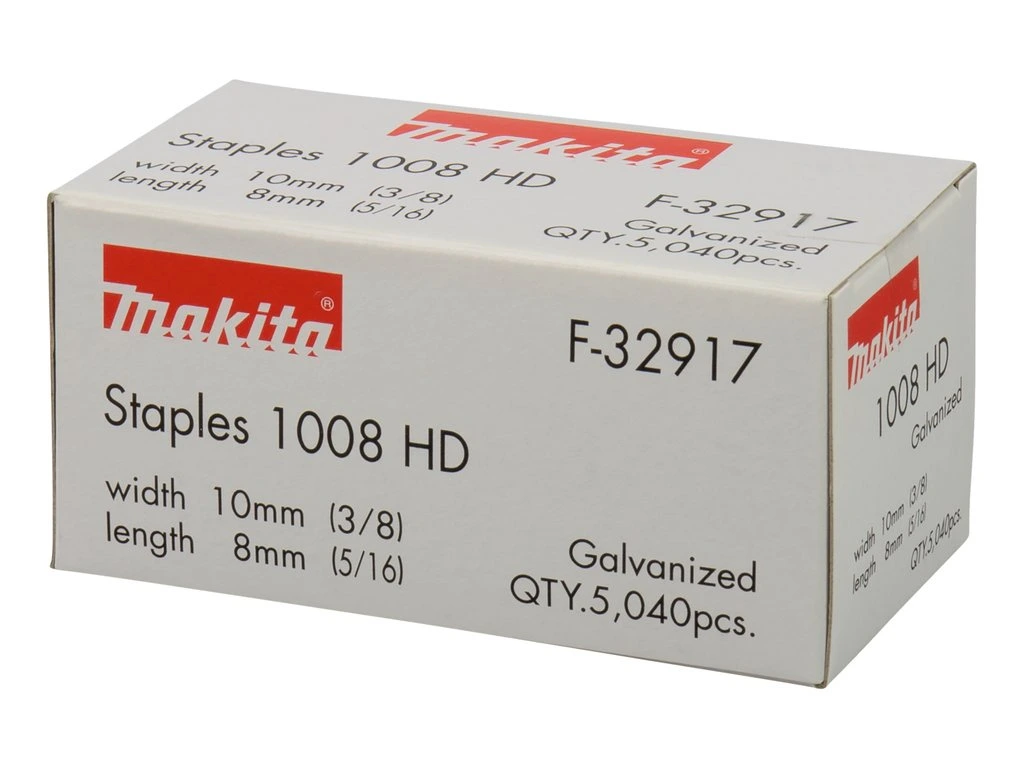 makita®
Staples 1008 HD
width 10mm (3/8)
length 8mm (5/16)
F-32917
Galvanized
QTY.5,040pcs.
makita®
F-32917
Staples 1008 HD
width 10mm (3/8)
length 8mm (5/16)
Galvanized
QTY.5,040pcs.
makita®
1008 HD
Galvanized
width 10mm (3/8)
length 8mm (5/16)
QTY.5,040pcs.